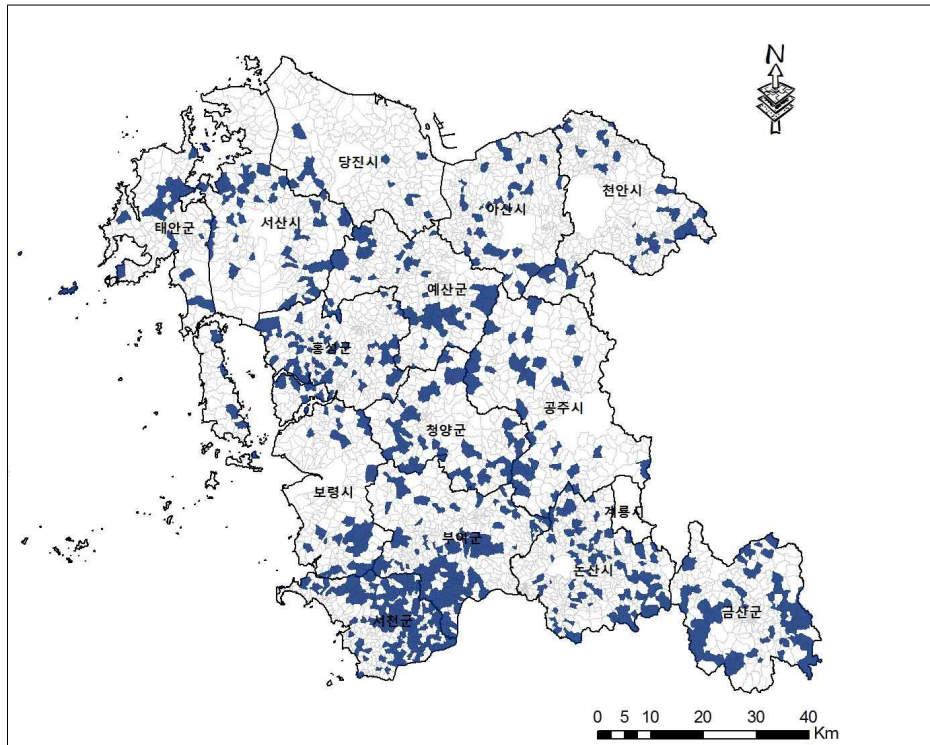 N
당진시
천안시
아산시
서산시
태안군
예산군
홍성군
공주시
청양군
보령시
계룡시
부여군
논산시
금산군
서천군
0 5 10 20 30 40
Km